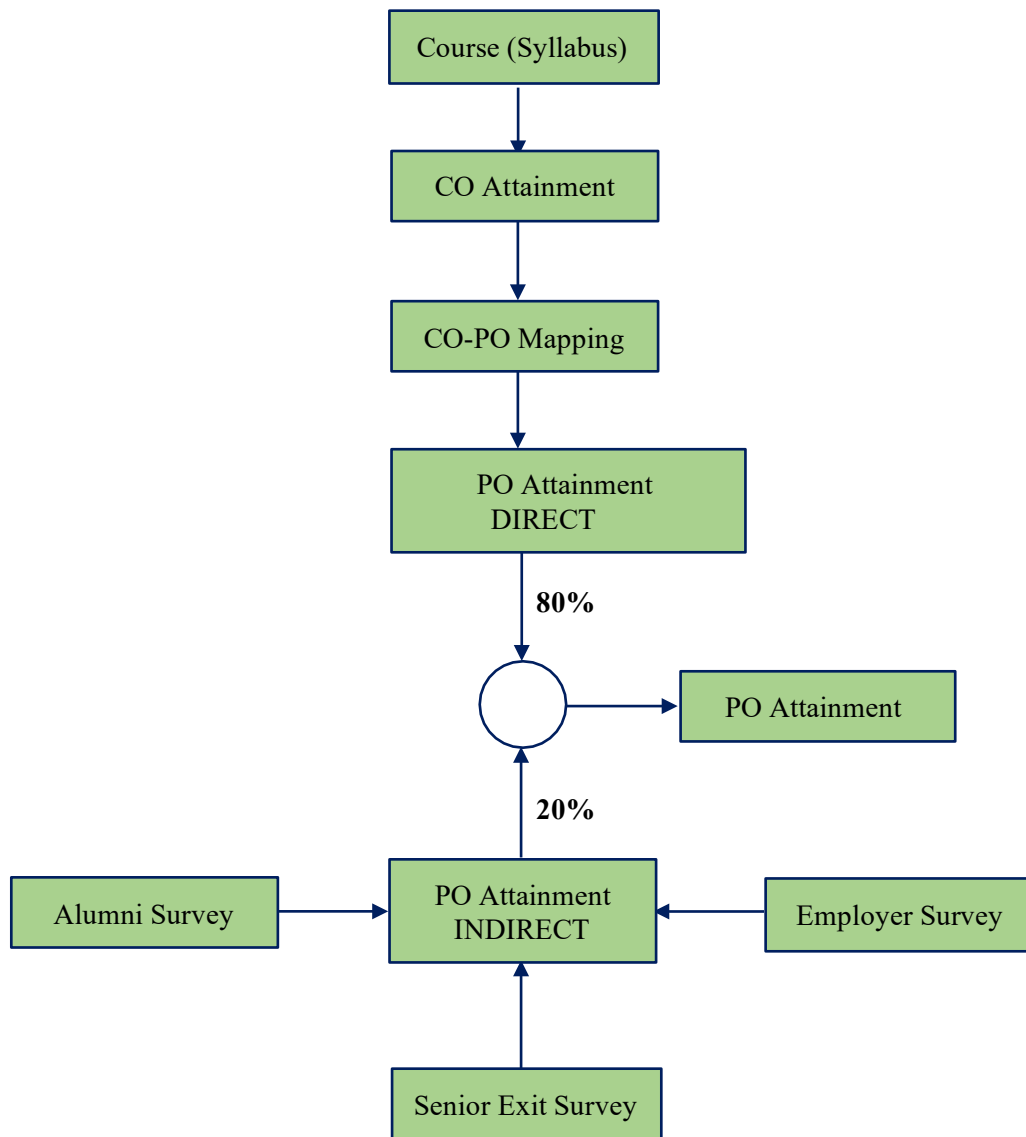 Course (Syllabus)
CO Attainment
CO-PO Mapping
PO Attainment
DIRECT
80%
PO Attainment
20%
Alumni Survey
PO Attainment
INDIRECT
Employer Survey
Senior Exit Survey